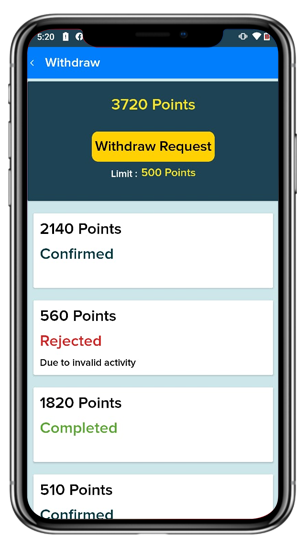 5:20
Withdraw
3720 Points
Withdraw Request
Limit : 500 Points
2140 Points
Confirmed
560 Points
Rejected
Due to invalid activity
1820 Points
Completed
510 Points
Confirmed